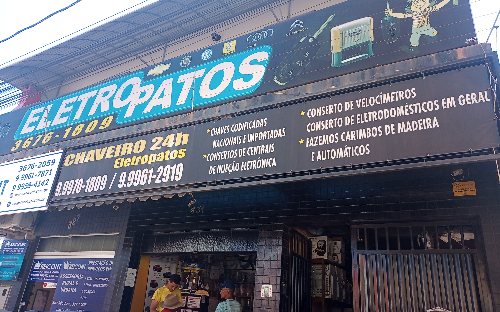 ELETROPATOS
3676-1809
CHAVEIRO 24h
Eletropatos
9.9970-1809 / 9.9961-2919
* CHAVES CODIFICADAS
NACIONAIS E IMPORTADAS
* CONSERTOS DE CENTRAIS
DE INJEÇÃO ELETRÔNICA
* CONSERTO DE VELOCÍMETROS
CONSERTO DE ELETRODOMÉSTICOS EM GERAL
* FAZEMOS CARIMBOS DE MADEIRA
E AUTOMÁTICOS
3676-2059